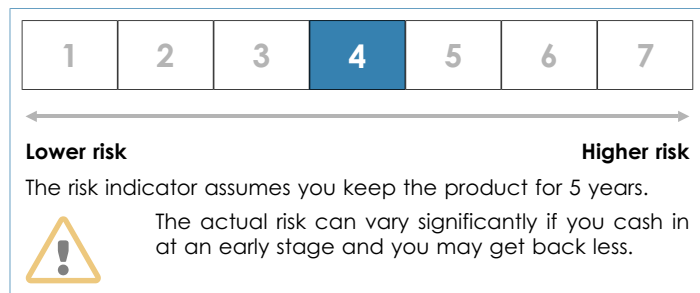 1 2 3 4 5 6 7
Lower risk Higher risk
The risk indicator assumes you keep the product for 5 years.
The actual risk can vary significantly if you cash in
at an early stage and you may get back less.